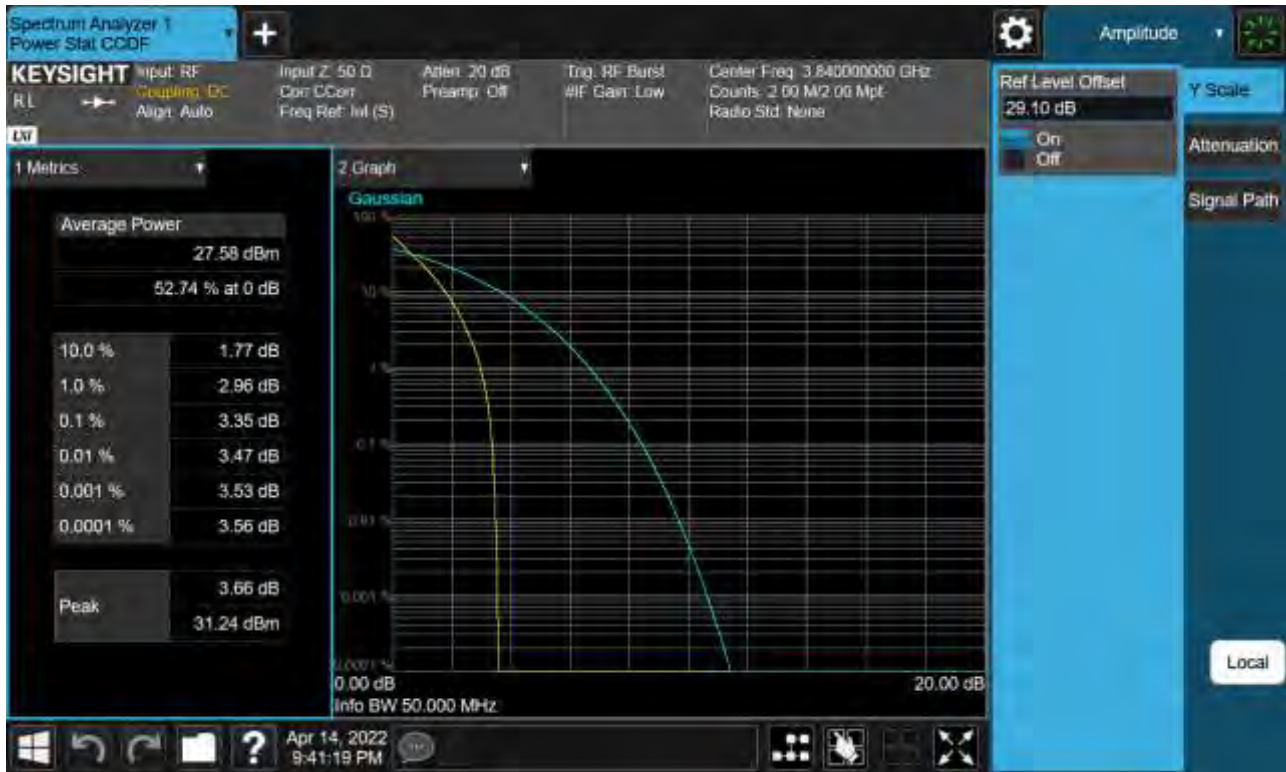 Spectrum Analyzer 1
Power Stat CCDF
Amplitude
KEYSIGHT
RL
Input: RF
Coupling: DC
Align: Auto
Input Z: 50 Ω
Corr CCorr
Freq Ref: Int (S)
Atten: 20 dB
Preamp: Off
Trig: RF Burst
#IF Gain: Low
Center Freq: 3.840000000 GHz
Counts: 2.00 M/2.00 Mpt
Radio Std: None
LXI
Ref Level Offset
29.10 dB
On
Off
Y Scale
Attenuation
Signal Path
1 Metrics
Average Power
27.58 dBm
52.74 % at 0 dB
10.0 % 1.77 dB
1.0 % 2.96 dB
0.1 % 3.35 dB
0.01 % 3.47 dB
0.001 % 3.53 dB
0.0001 % 3.56 dB
Peak 3.66 dB
31.24 dBm
2 Graph
Gaussian
100 %
10 %
1 %
0.1 %
0.01 %
0.001 %
0.0001 %
0.00 dB 20.00 dB
Info BW 50.000 MHz
Local
? Apr 14, 2022
9:41:19 PM